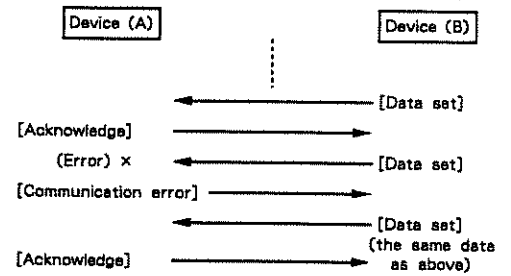 Device (A)
Device (B)
[Data set]
[Acknowledge]
(Error) ×
[Data set]
[Communication error]
[Data set]
(the same data
as above)
[Acknowledge]